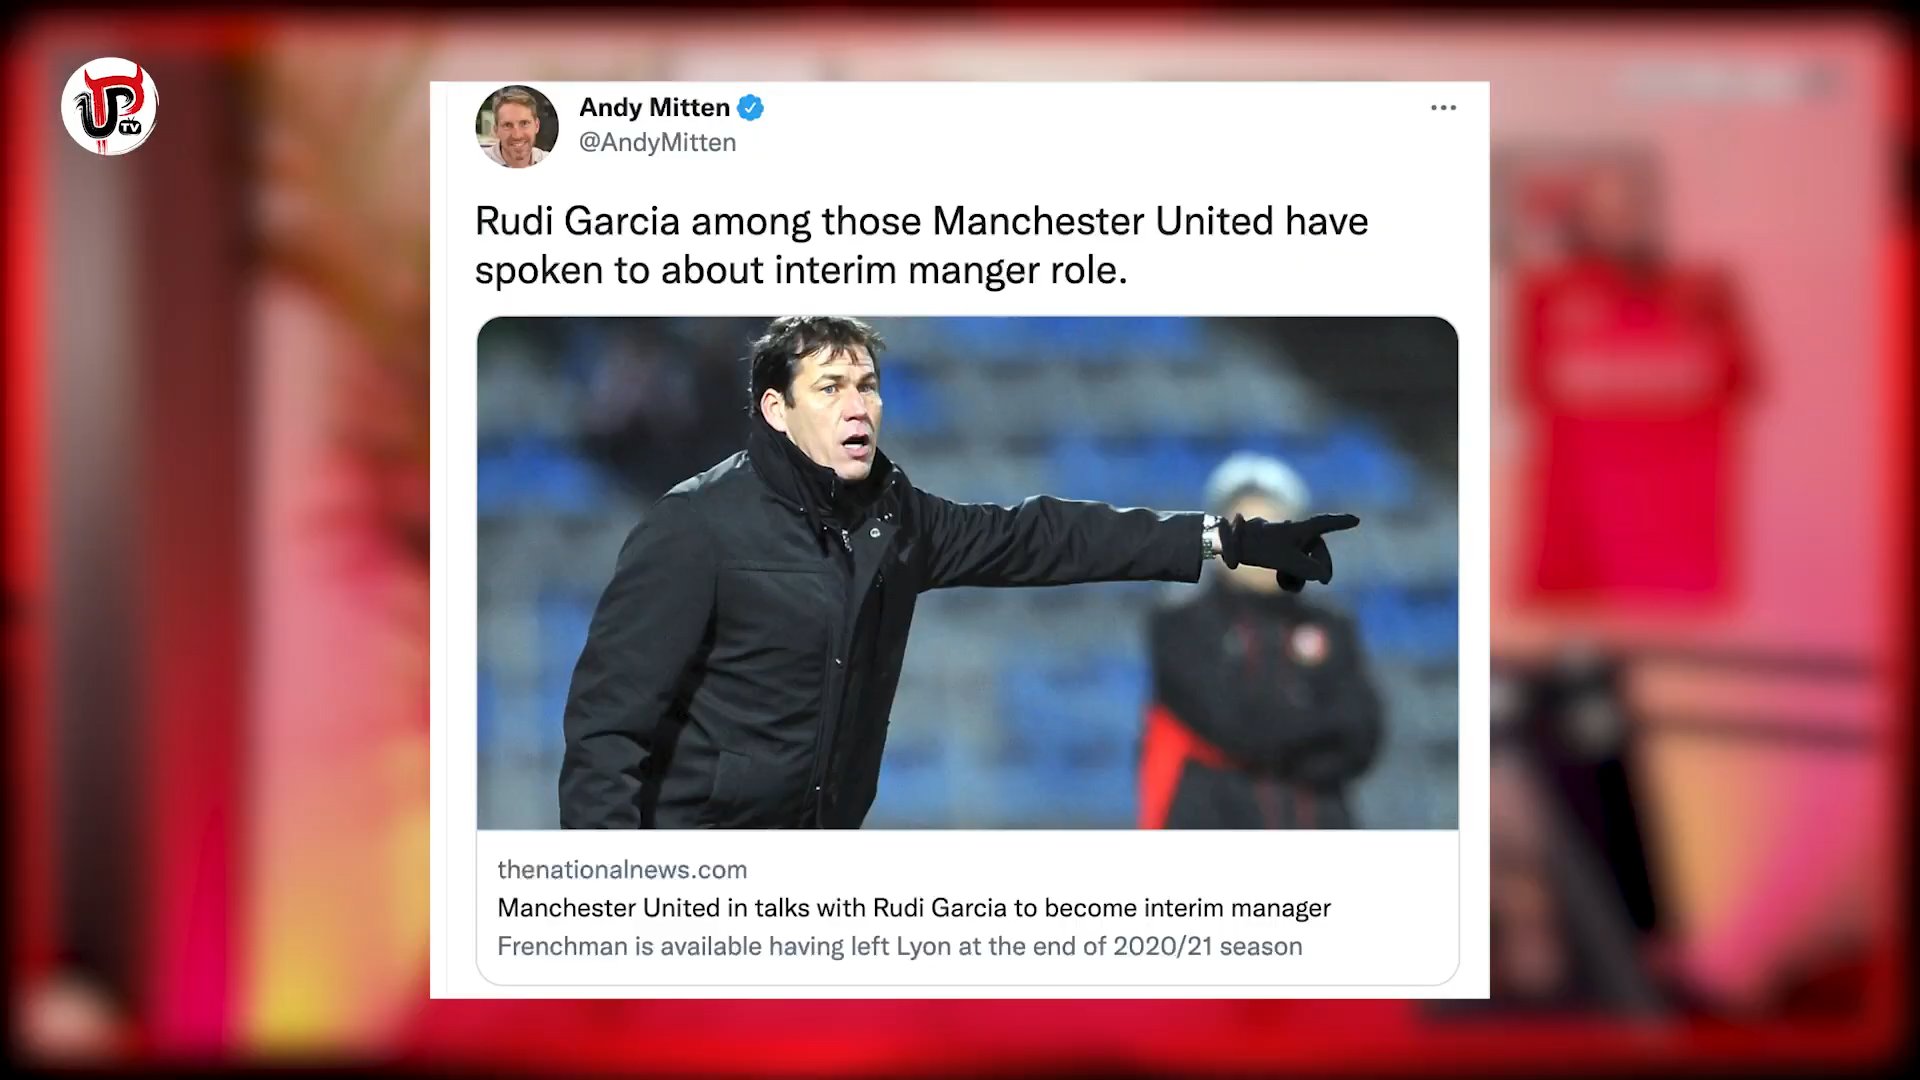 UP
TV
Andy Mitten
@AndyMitten
Rudi Garcia among those Manchester United have
spoken to about interim manger role.
thenationalnews.com
Manchester United in talks with Rudi Garcia to become interim manager
Frenchman is available having left Lyon at the end of 2020/21 season